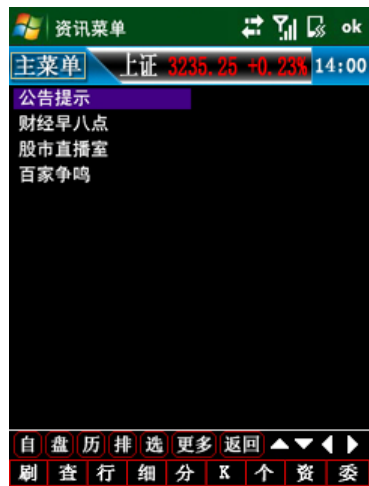 资讯菜单 ok
主菜单 上证 3235.25 +0.23% 14:00
公告提示
财经早八点
股市直播室
百家争鸣
自 盘 历 排 选 更多 返回
刷 查 行 细 分 K 个 资 委